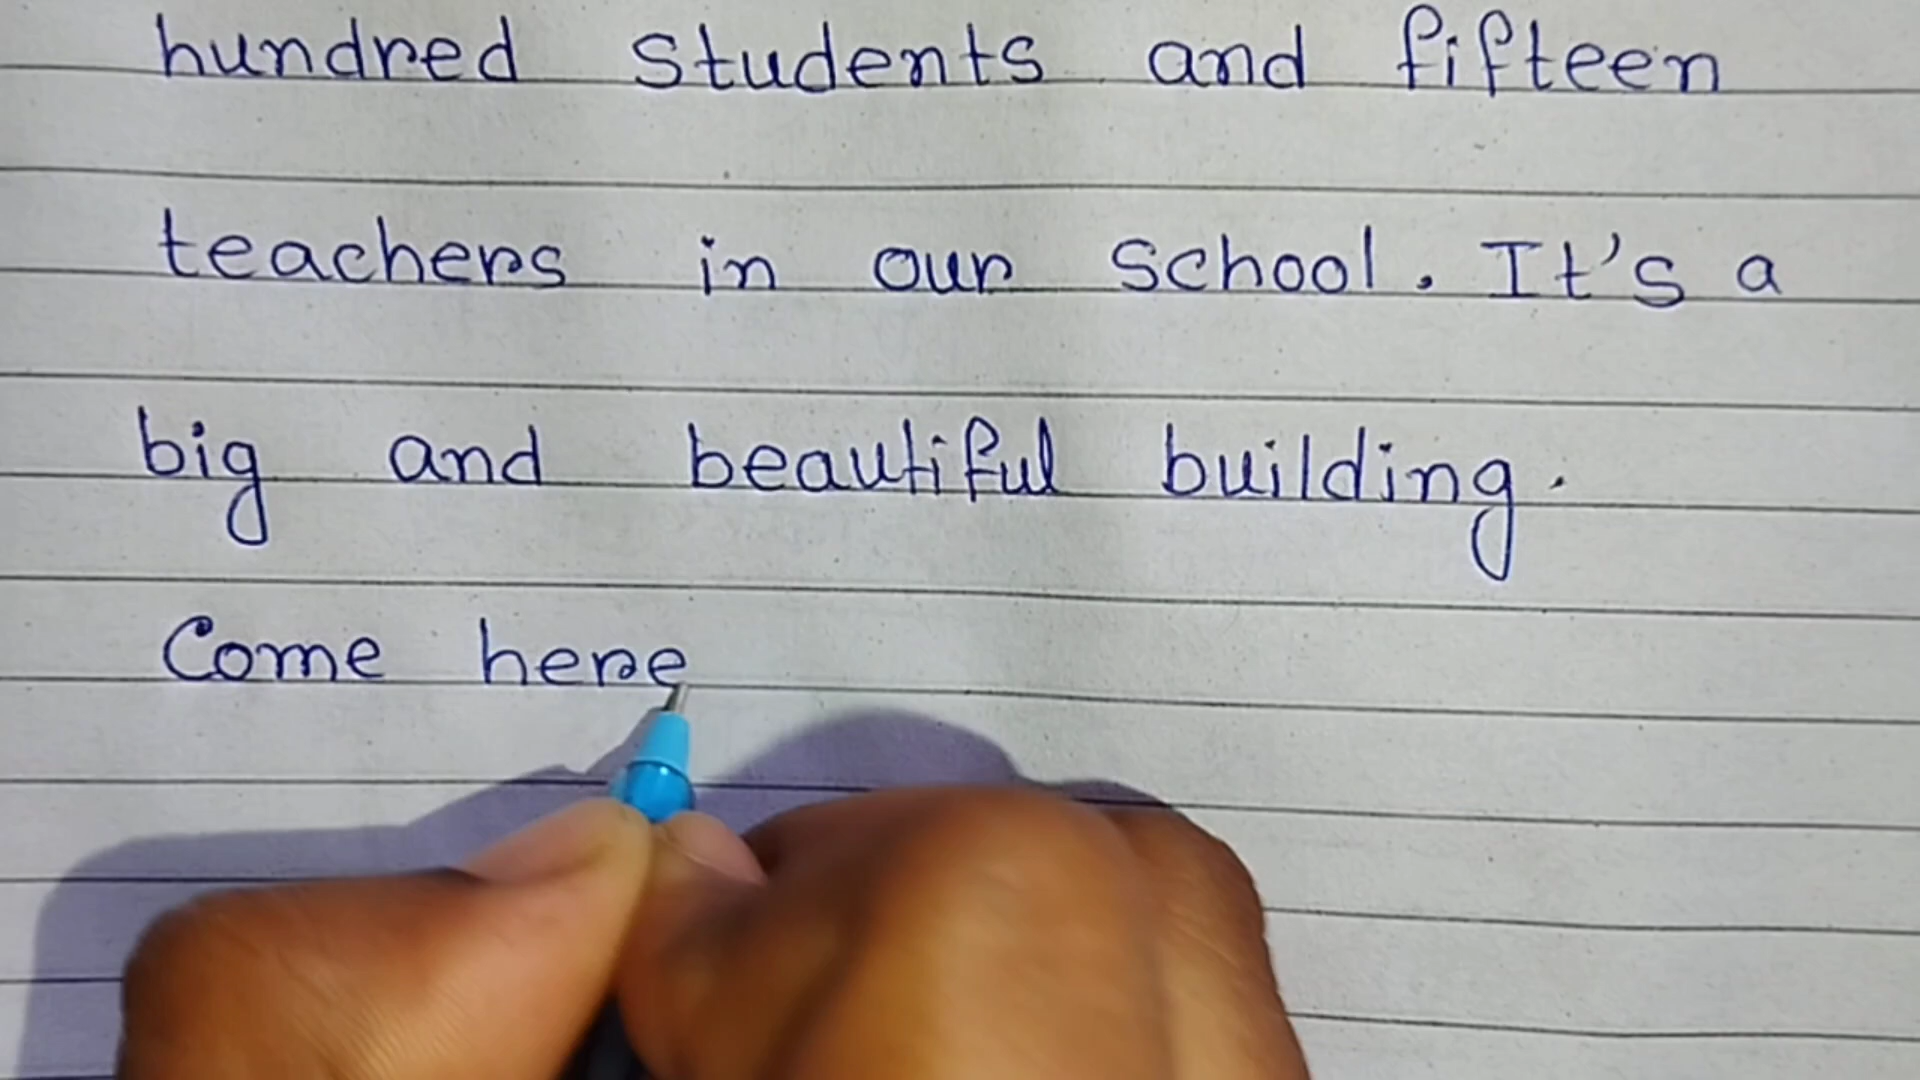 hundred students and fifteen
teachers in our school. It's a
big and beautiful building.
Come here